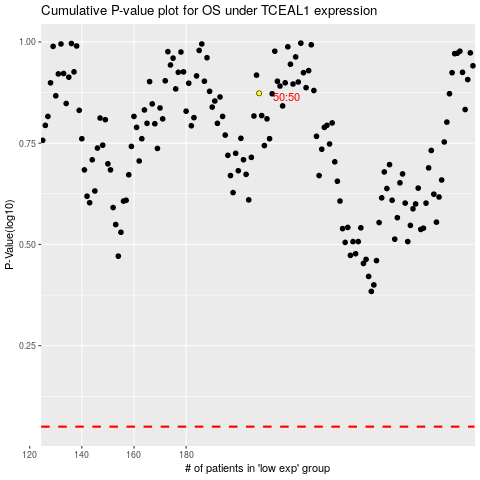 Cumulative P-value plot for OS under TCEAL1 expression
P-Value(log10)
1.00
0.75
0.50
0.25
50:50
120 140 160 180
# of patients in 'low exp' group